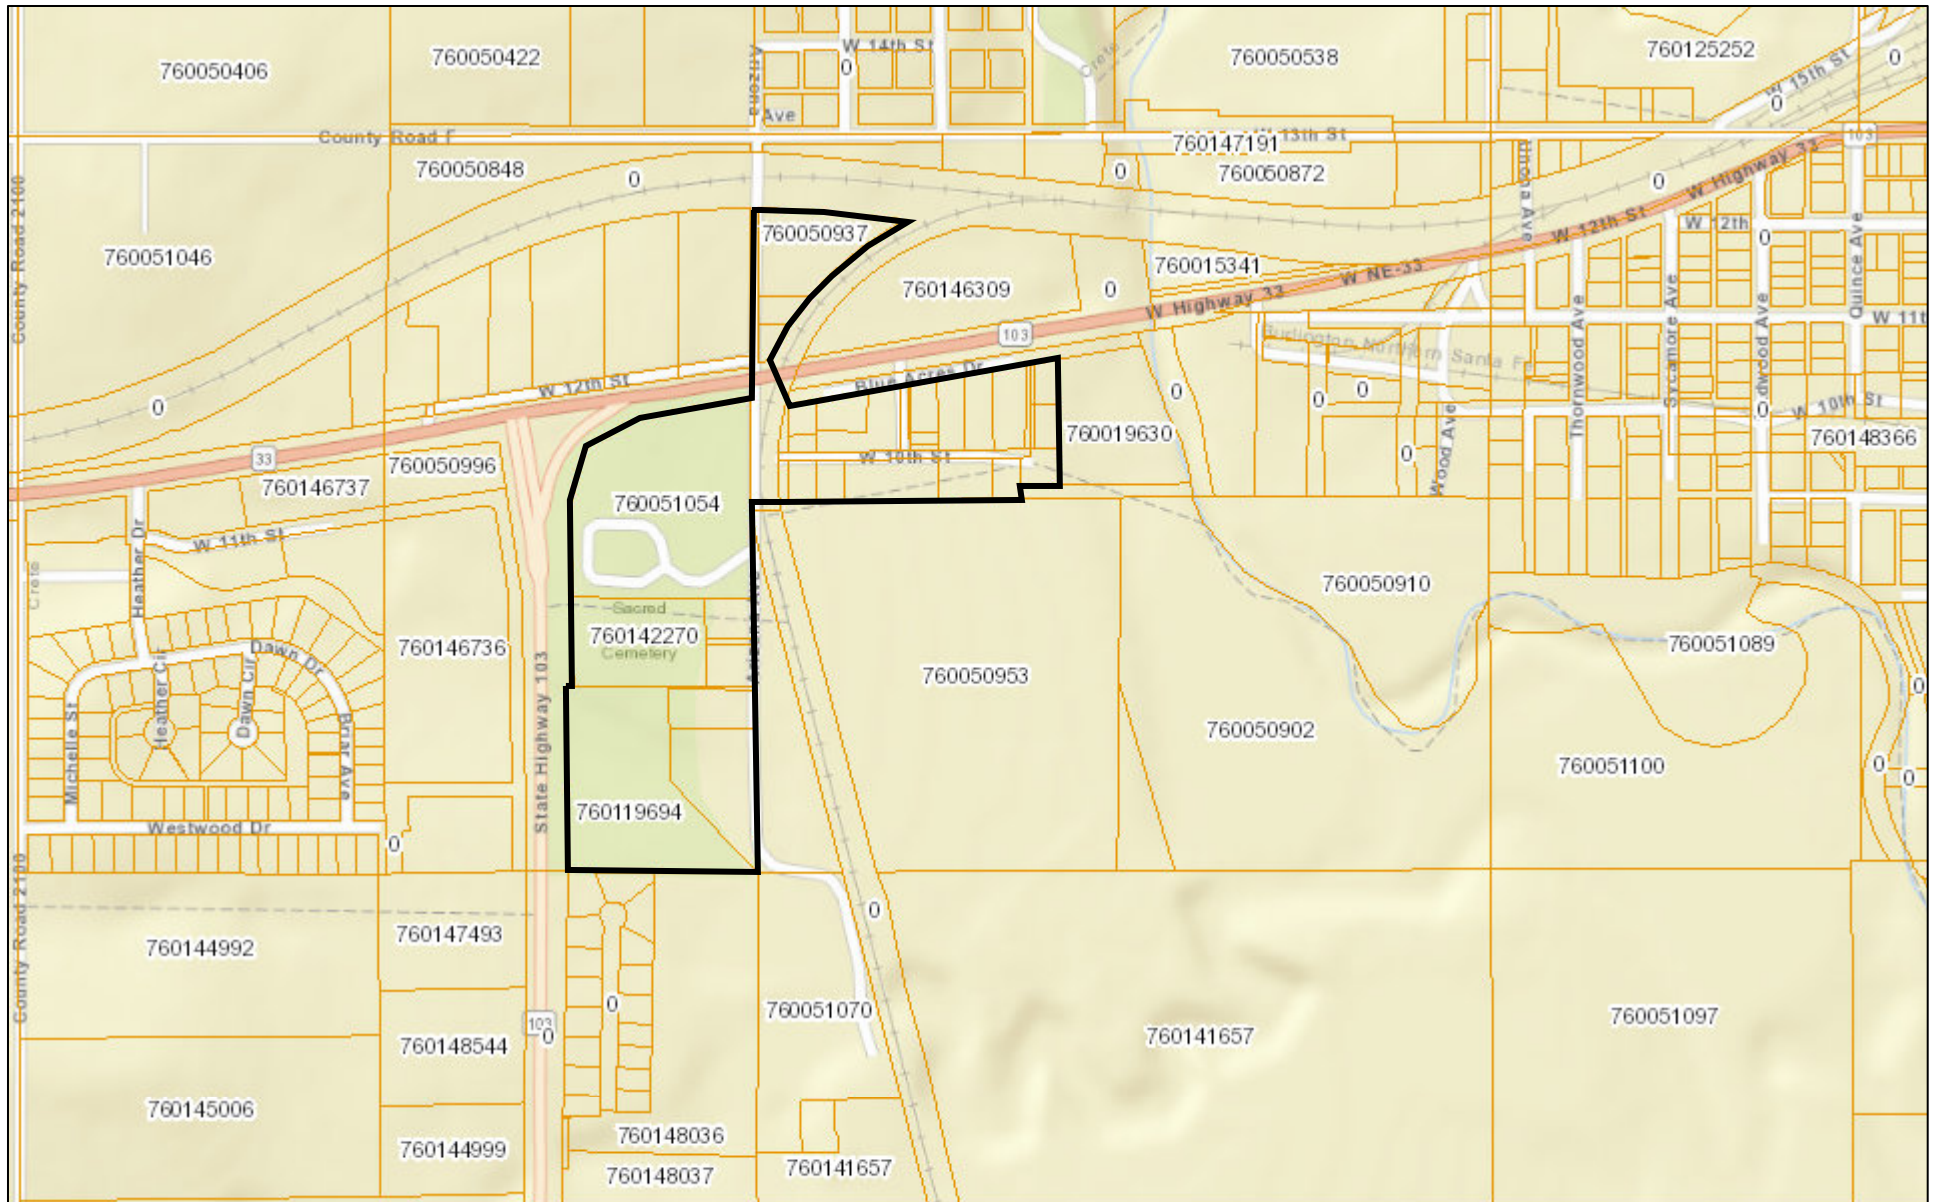 W 14th St
760050422
760050538
760125252
0
760050406
0
Crete
W 15th St
0
Arizona
Ave
County Road F
W 13th St
760147191
103
760050848
0
0
760050872
0
W Highway 33
County Road 2100
760050937
W 12th St
W 12th
0
Quince Ave
760051046
760015341
W NE-33
760146309
0
W Highway 33
Thornwood Ave
Sycamore Ave
W 11t
103
Burlington Northern Santa Fe
W 12th St
Blue Acres Dr
0
0
0
0
0
W 10th St
760019630
760148366
33
760050996
W 10th St
0
Wood Ave
760146737
760051054
W 11th St
Heather Dr
Crete
760050910
Sacred
760142270
Cemetery
760146736
Dawn Dr
760051089
760050953
0
Heather Cir
Dawn Cir
State Highway 103
760050902
Michelle St
Briar Ave
760051100
0
0
760119694
Westwood Dr
0
County Road 2100
0
760144992
760147493
0
760051070
760051097
103
0
760148544
760141657
760145006
760144999
760148036
760148037
760141657